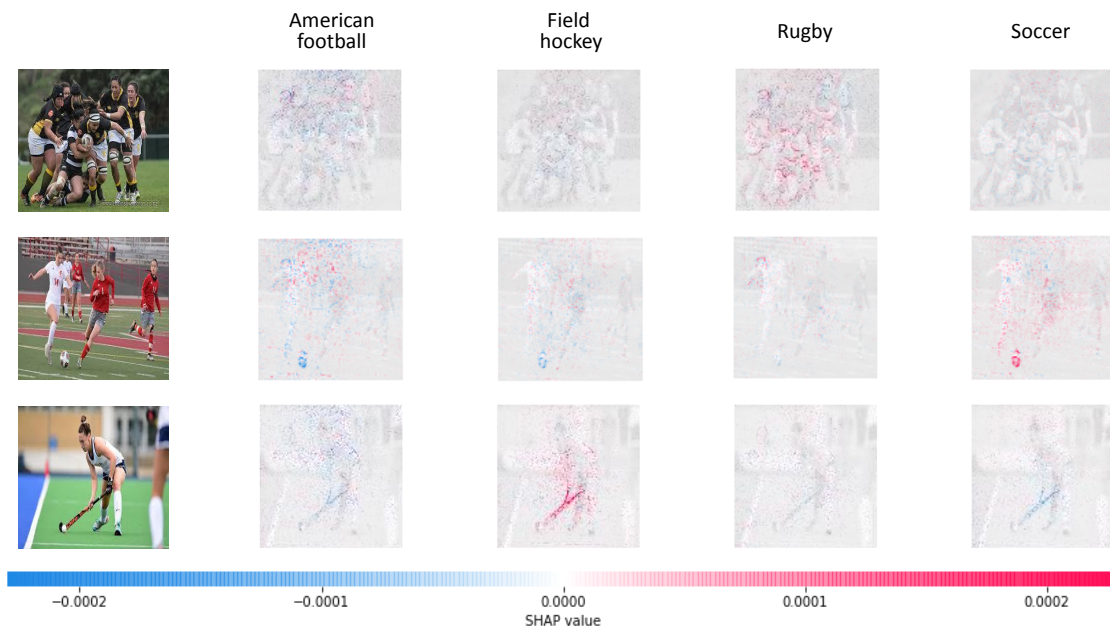 American
football
Field
hockey
Rugby
Soccer
−0.0002
−0.0001
0.0000
0.0001
0.0002
SHAP value